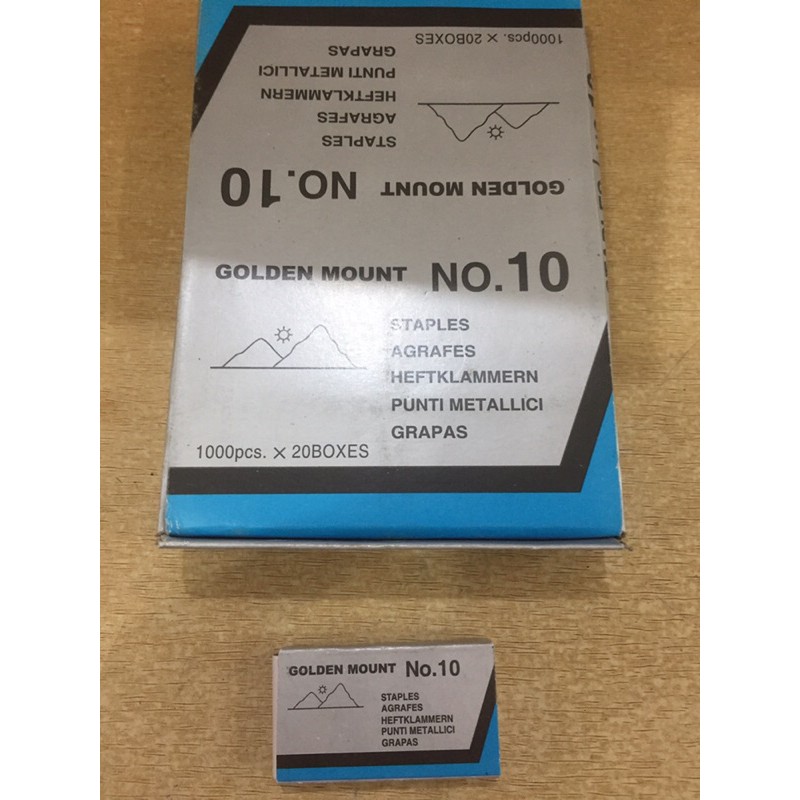 1000pcs. × 20BOXES
STAPLES
AGRAFES
HEFTKLAMMERN
PUNTI METALLICI
GRAPAS
GOLDEN MOUNT NO.10
GOLDEN MOUNT NO.10
STAPLES
AGRAFES
HEFTKLAMMERN
PUNTI METALLICI
GRAPAS
1000pcs. × 20BOXES
GOLDEN MOUNT No.10
STAPLES
AGRAFES
HEFTKLAMMERN
PUNTI METALLICI
GRAPAS